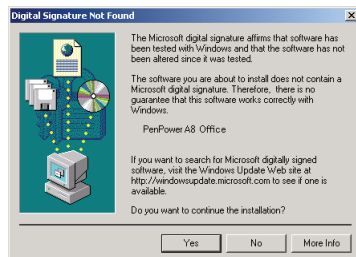 Digital Signature Not Found
The Microsoft digital signature affirms that software has
been tested with Windows and that the software has not
been altered since it was tested.
The software you are about to install does not contain a
Microsoft digital signature. Therefore, there is no
guarantee that this software works correctly with
Windows.
PenPower A8 Office
If you want to search for Microsoft digitally signed
software, visit the Windows Update Web site at
http://windowsupdate.microsoft.com to see if one is
available.
Do you want to continue the installation?
Yes No More Info